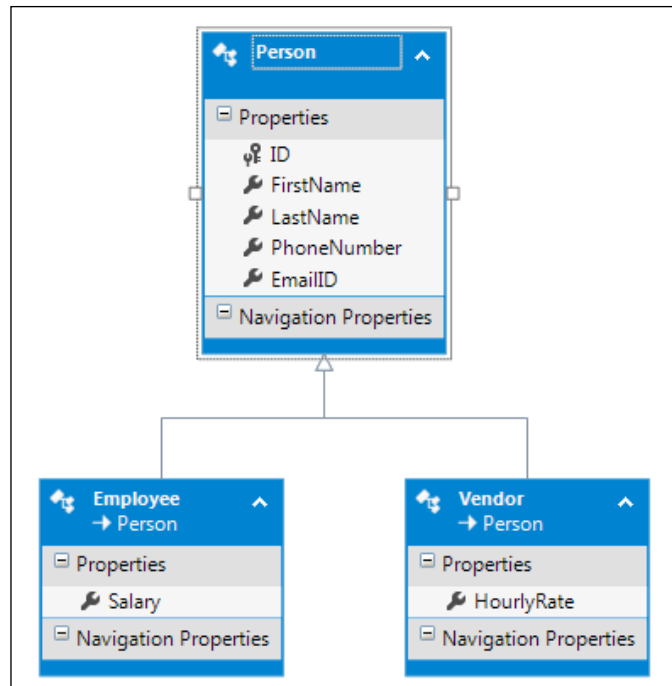 Person
Properties
ID
FirstName
LastName
PhoneNumber
EmailID
Navigation Properties
Employee
Person
Properties
Salary
Navigation Properties
Vendor
Person
Properties
HourlyRate
Navigation Properties